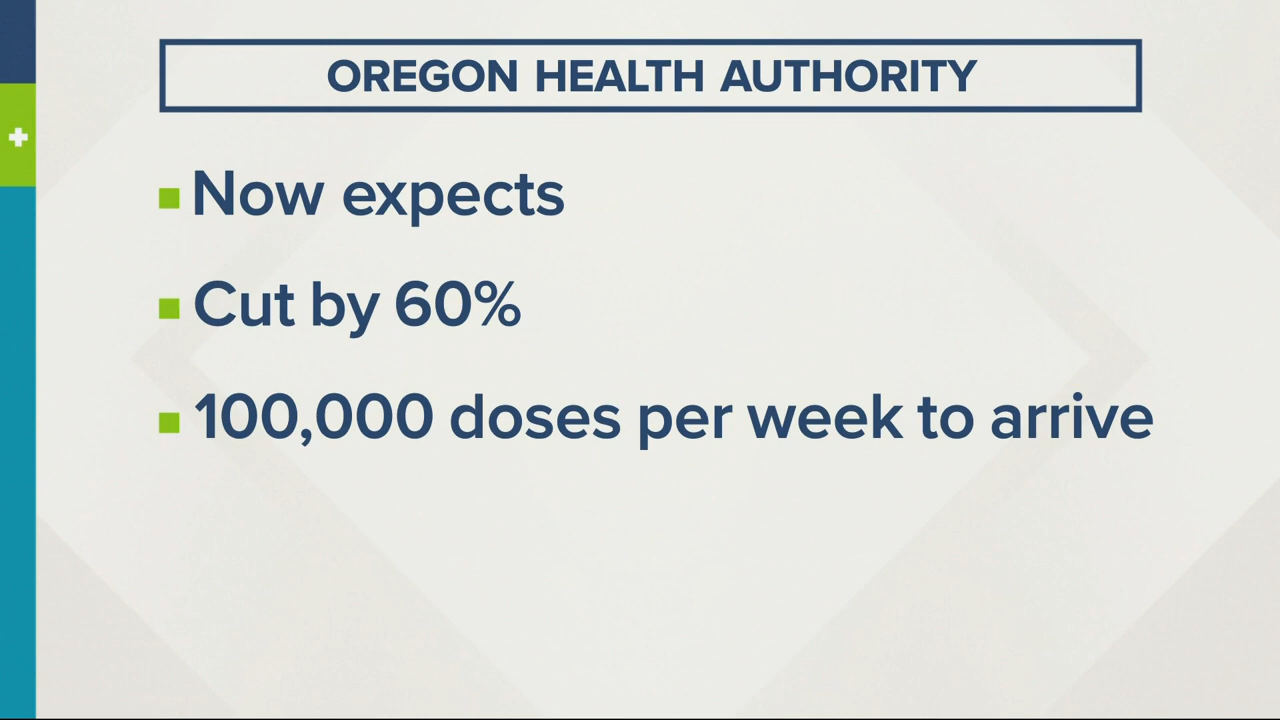 OREGON HEALTH AUTHORITY
Now expects
Cut by 60%
100,000 doses per week to arrive